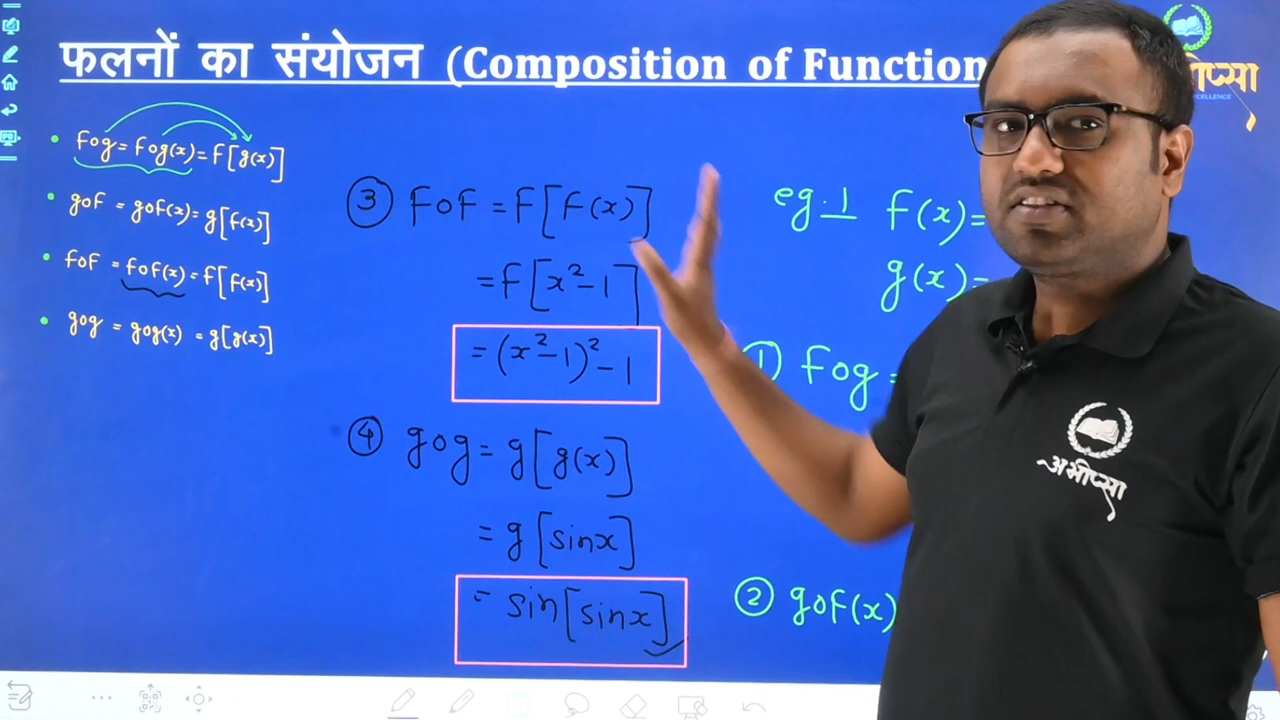 फलनों का संयोजन (Composition of Function
fog = fog(x) = f[g(x)]
gof = gof(x) = g[f(x)]
fof = fof(x) = f[f(x)]
gog = gog(x) = g[g(x)]
③ fof = f[f(x)]
= f[x²-1]
= (x²-1)²-1
④ gog = g[g(x)]
= g[sinx]
= sin[sinx]
eg.1 f(x)=
g(x)=
① fog =
② gof(x)
अभीप्सा